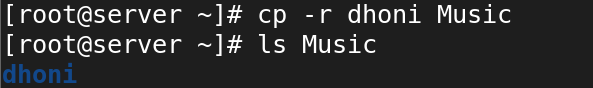 [root@server ~]# cp -r dhoni Music
[root@server ~]# ls Music
dhoni